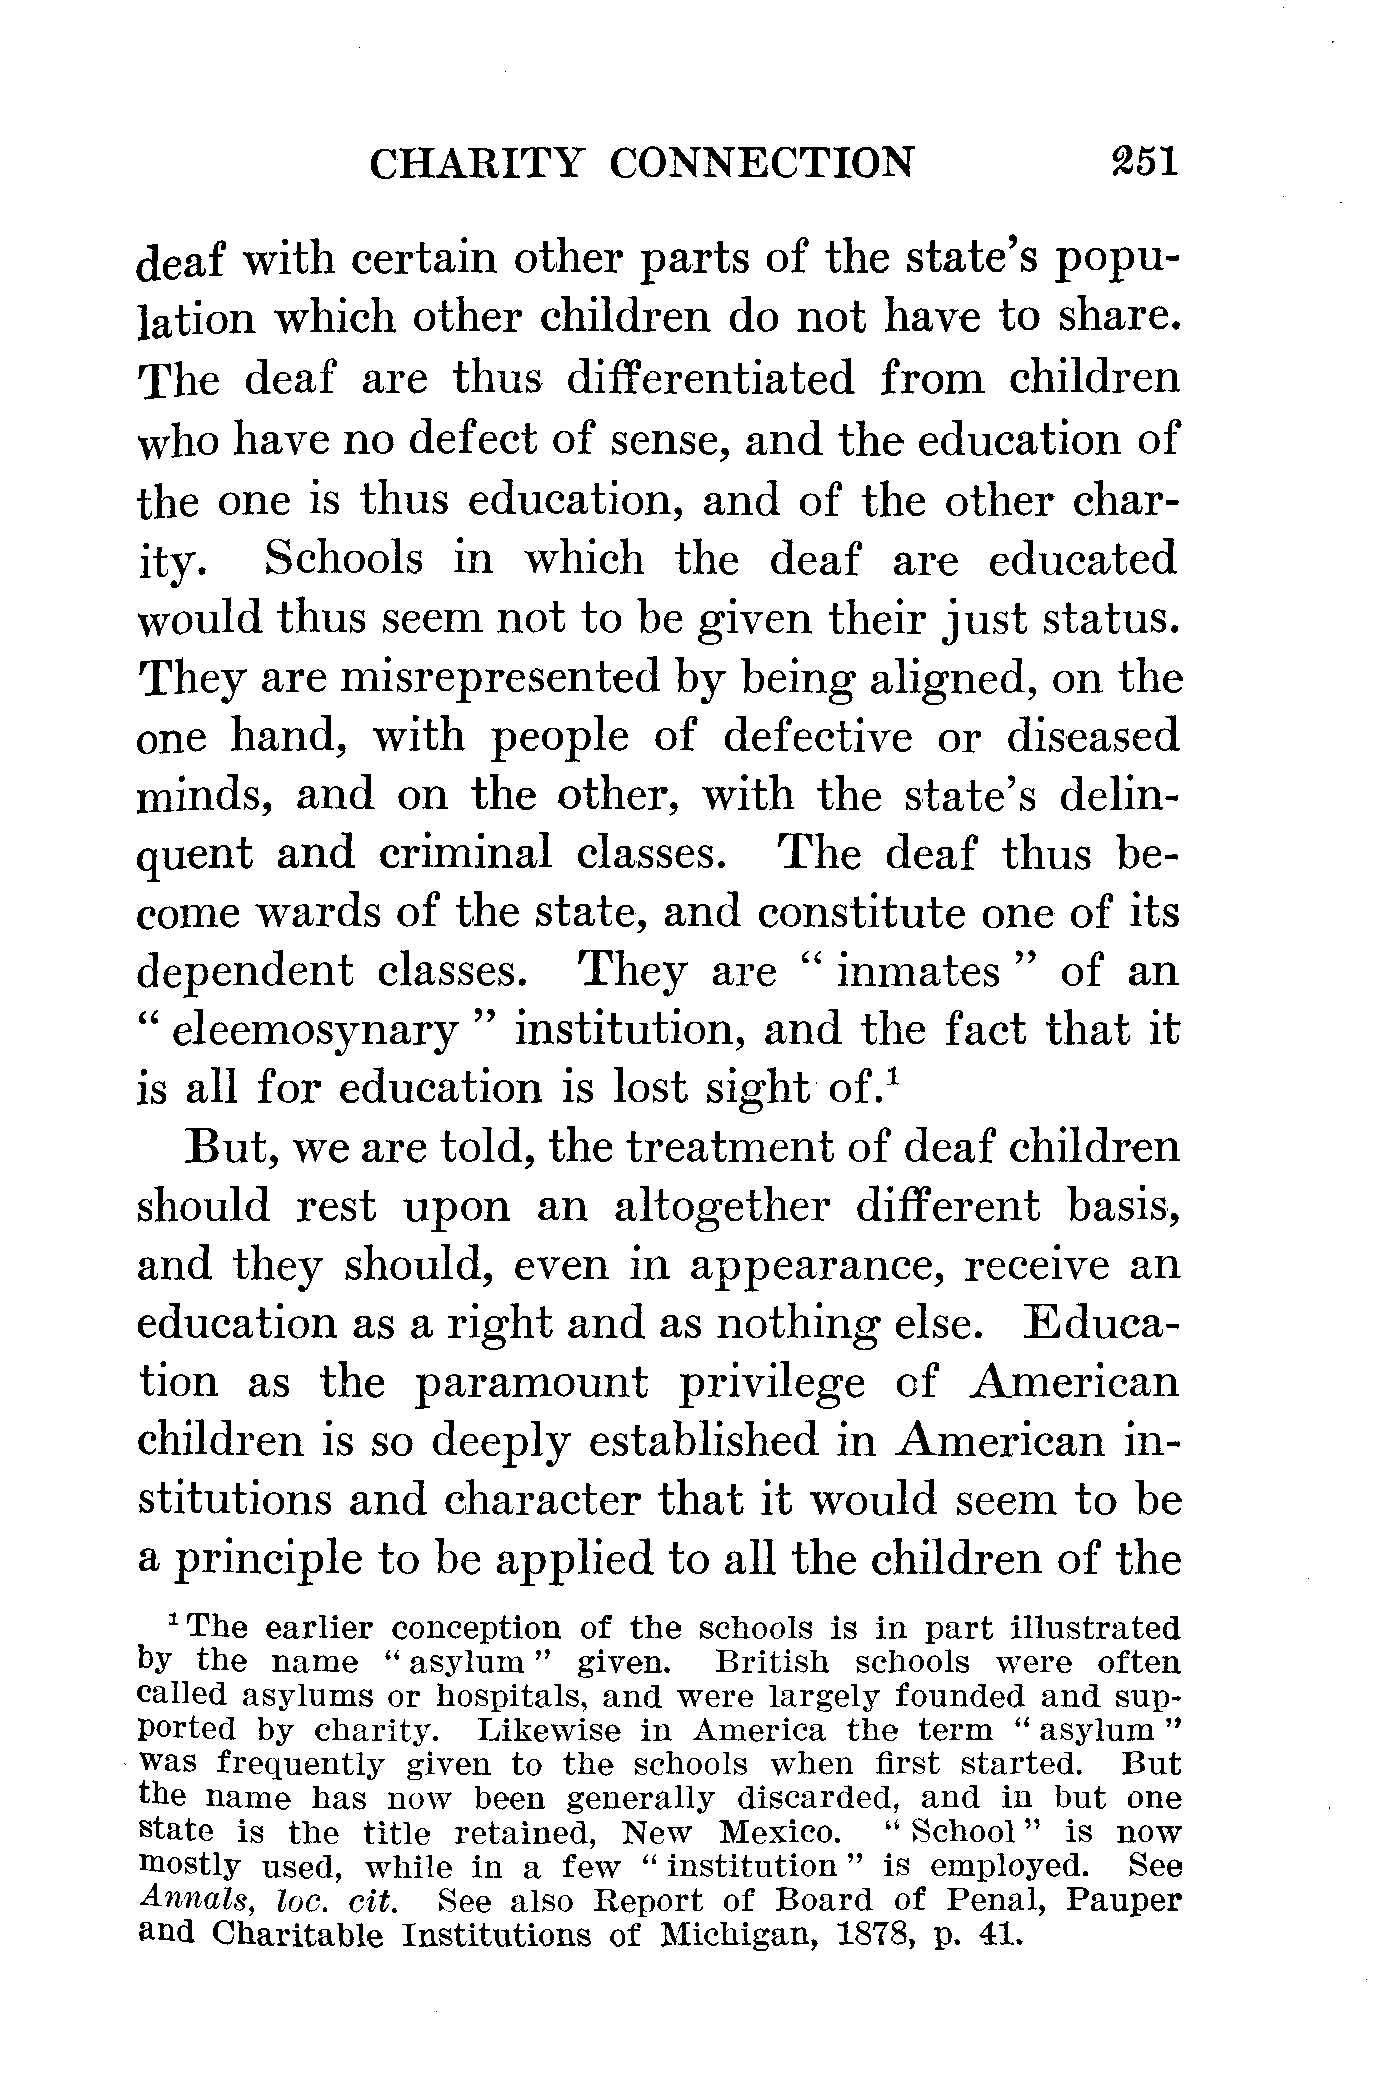 CHARITY CONNECTION 251
deaf with certain other parts of the state's popu-
lation which other children do not have to share.
The deaf are thus differentiated from children
who have no defect of sense, and the education of
the one is thus education, and of the other char-
ity. Schools in which the deaf are educated
would thus seem not to be given their just status.
They are misrepresented by being aligned, on the
one hand, with people of defective or diseased
minds, and on the other, with the state's delin-
quent and criminal classes. The deaf thus be-
come wards of the state, and constitute one of its
dependent classes. They are " inmates " of an
" eleemosynary " institution, and the fact that it
is all for education is lost sight of.¹
But, we are told, the treatment of deaf children
should rest upon an altogether different basis,
and they should, even in appearance, receive an
education as a right and as nothing else. Educa-
tion as the paramount privilege of American
children is so deeply established in American in-
stitutions and character that it would seem to be
a principle to be applied to all the children of the
¹ The earlier conception of the schools is in part illustrated
by the name " asylum " given. British schools were often
called asylums or hospitals, and were largely founded and sup-
ported by charity. Likewise in America the term " asylum "
was frequently given to the schools when first started. But
the name has now been generally discarded, and in but one
state is the title retained, New Mexico. " School " is now
mostly used, while in a few " institution " is employed. See
Annals, loc. cit. See also Report of Board of Penal, Pauper
and Charitable Institutions of Michigan, 1878, p. 41.